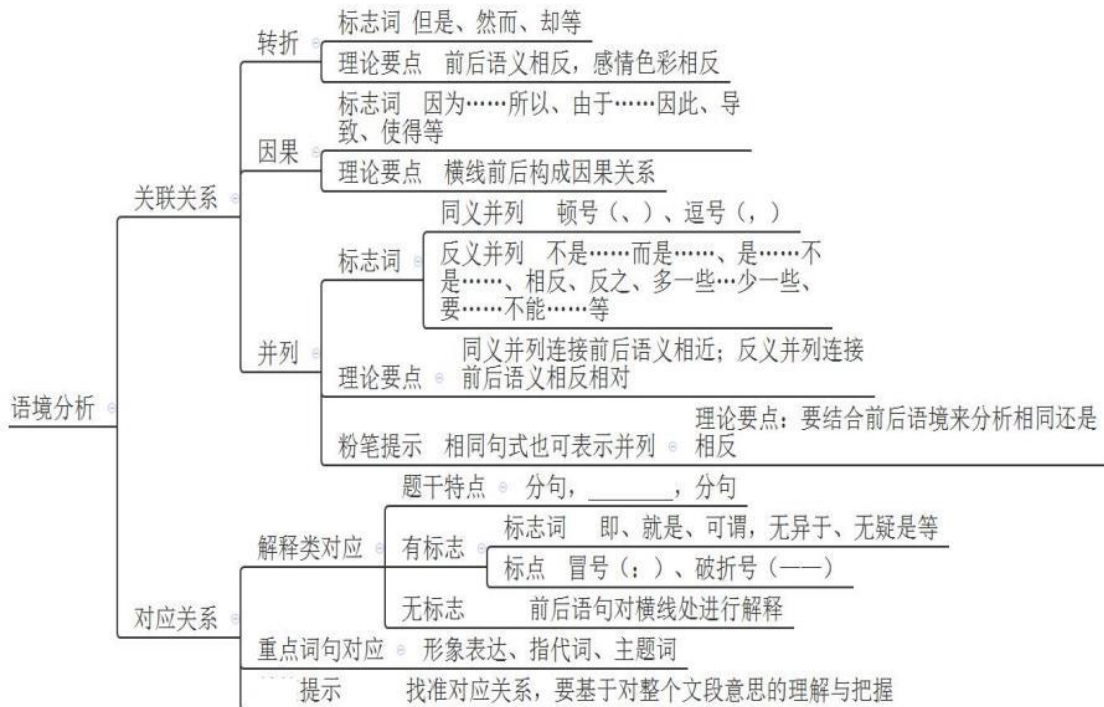 语境分析
关联关系
转折
标志词 但是、然而、却等
理论要点 前后语义相反，感情色彩相反
因果
标志词 因为……所以、由于……因此、导
致、使得等
理论要点 横线前后构成因果关系
并列
标志词
同义并列 顿号（、）、逗号（，）
反义并列 不是……而是……、是……不
是……、相反、反之、多一些…少一些、
要……不能……等
理论要点
同义并列连接前后语义相近；反义并列连接
前后语义相反相对
粉笔提示 相同句式也可表示并列
理论要点：要结合前后语境来分析相同还是
相反
对应关系
解释类对应
题干特点 分句，_______，分句
有标志
标志词 即、就是、可谓，无异于、无疑是等
标点 冒号（：）、破折号（——）
无标志 前后语句对横线处进行解释
重点词句对应 形象表达、指代词、主题词
提示 找准对应关系，要基于对整个文段意思的理解与把握